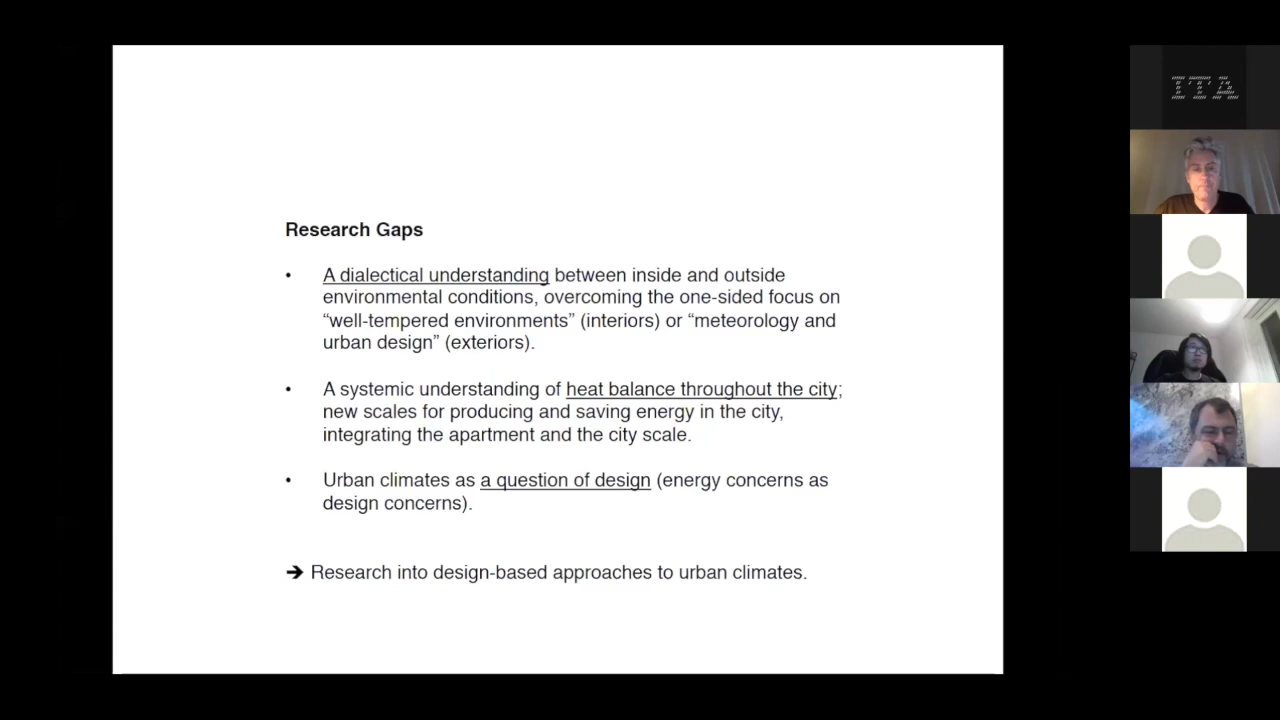 Research Gaps
• A dialectical understanding between inside and outside
environmental conditions, overcoming the one-sided focus on
“well-tempered environments” (interiors) or “meteorology and
urban design” (exteriors).
• A systemic understanding of heat balance throughout the city;
new scales for producing and saving energy in the city,
integrating the apartment and the city scale.
• Urban climates as a question of design (energy concerns as
design concerns).
➔ Research into design-based approaches to urban climates.
ITA